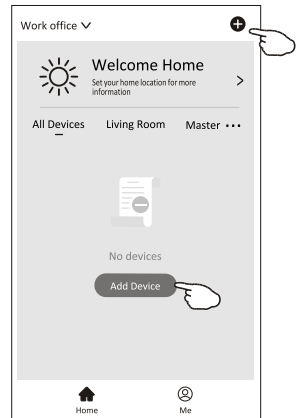 Work office
Welcome Home
Set your home location for more
information
All Devices
Living Room
Master
No devices
Add Device
Home
Me